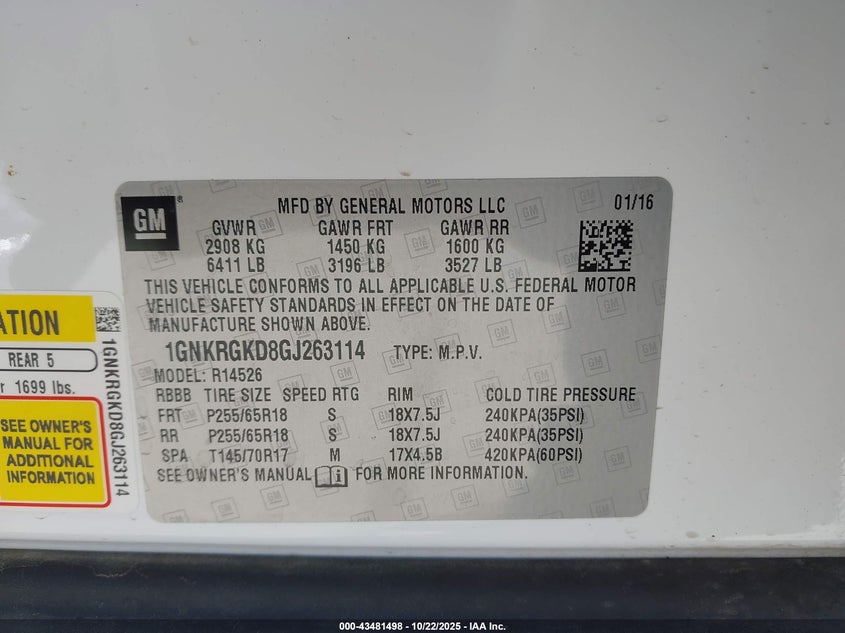 GM
®
MFD BY GENERAL MOTORS LLC 01/16
GVWR GAWR FRT GAWR RR
2908 KG 1450 KG 1600 KG
6411 LB 3196 LB 3527 LB
THIS VEHICLE CONFORMS TO ALL APPLICABLE U.S. FEDERAL MOTOR
VEHICLE SAFETY STANDARDS IN EFFECT ON THE DATE OF
MANUFACTURE SHOWN ABOVE.
1GNKRGKD8GJ263114 TYPE: M.P.V.
MODEL: R14526
RBBB TIRE SIZE SPEED RTG RIM COLD TIRE PRESSURE
FRT P255/65R18 S 18X7.5J 240KPA(35PSI)
RR P255/65R18 S 18X7.5J 240KPA(35PSI)
SPA T145/70R17 M 17X4.5B 420KPA(60PSI)
SEE OWNER'S MANUAL FOR MORE INFORMATION.
REAR 5
1699 lbs.
SEE OWNER'S
MANUAL FOR
ADDITIONAL
INFORMATION
1GNKRGKD8GJ263114
000-43481498 - 10/22/2025 - IAA Inc.